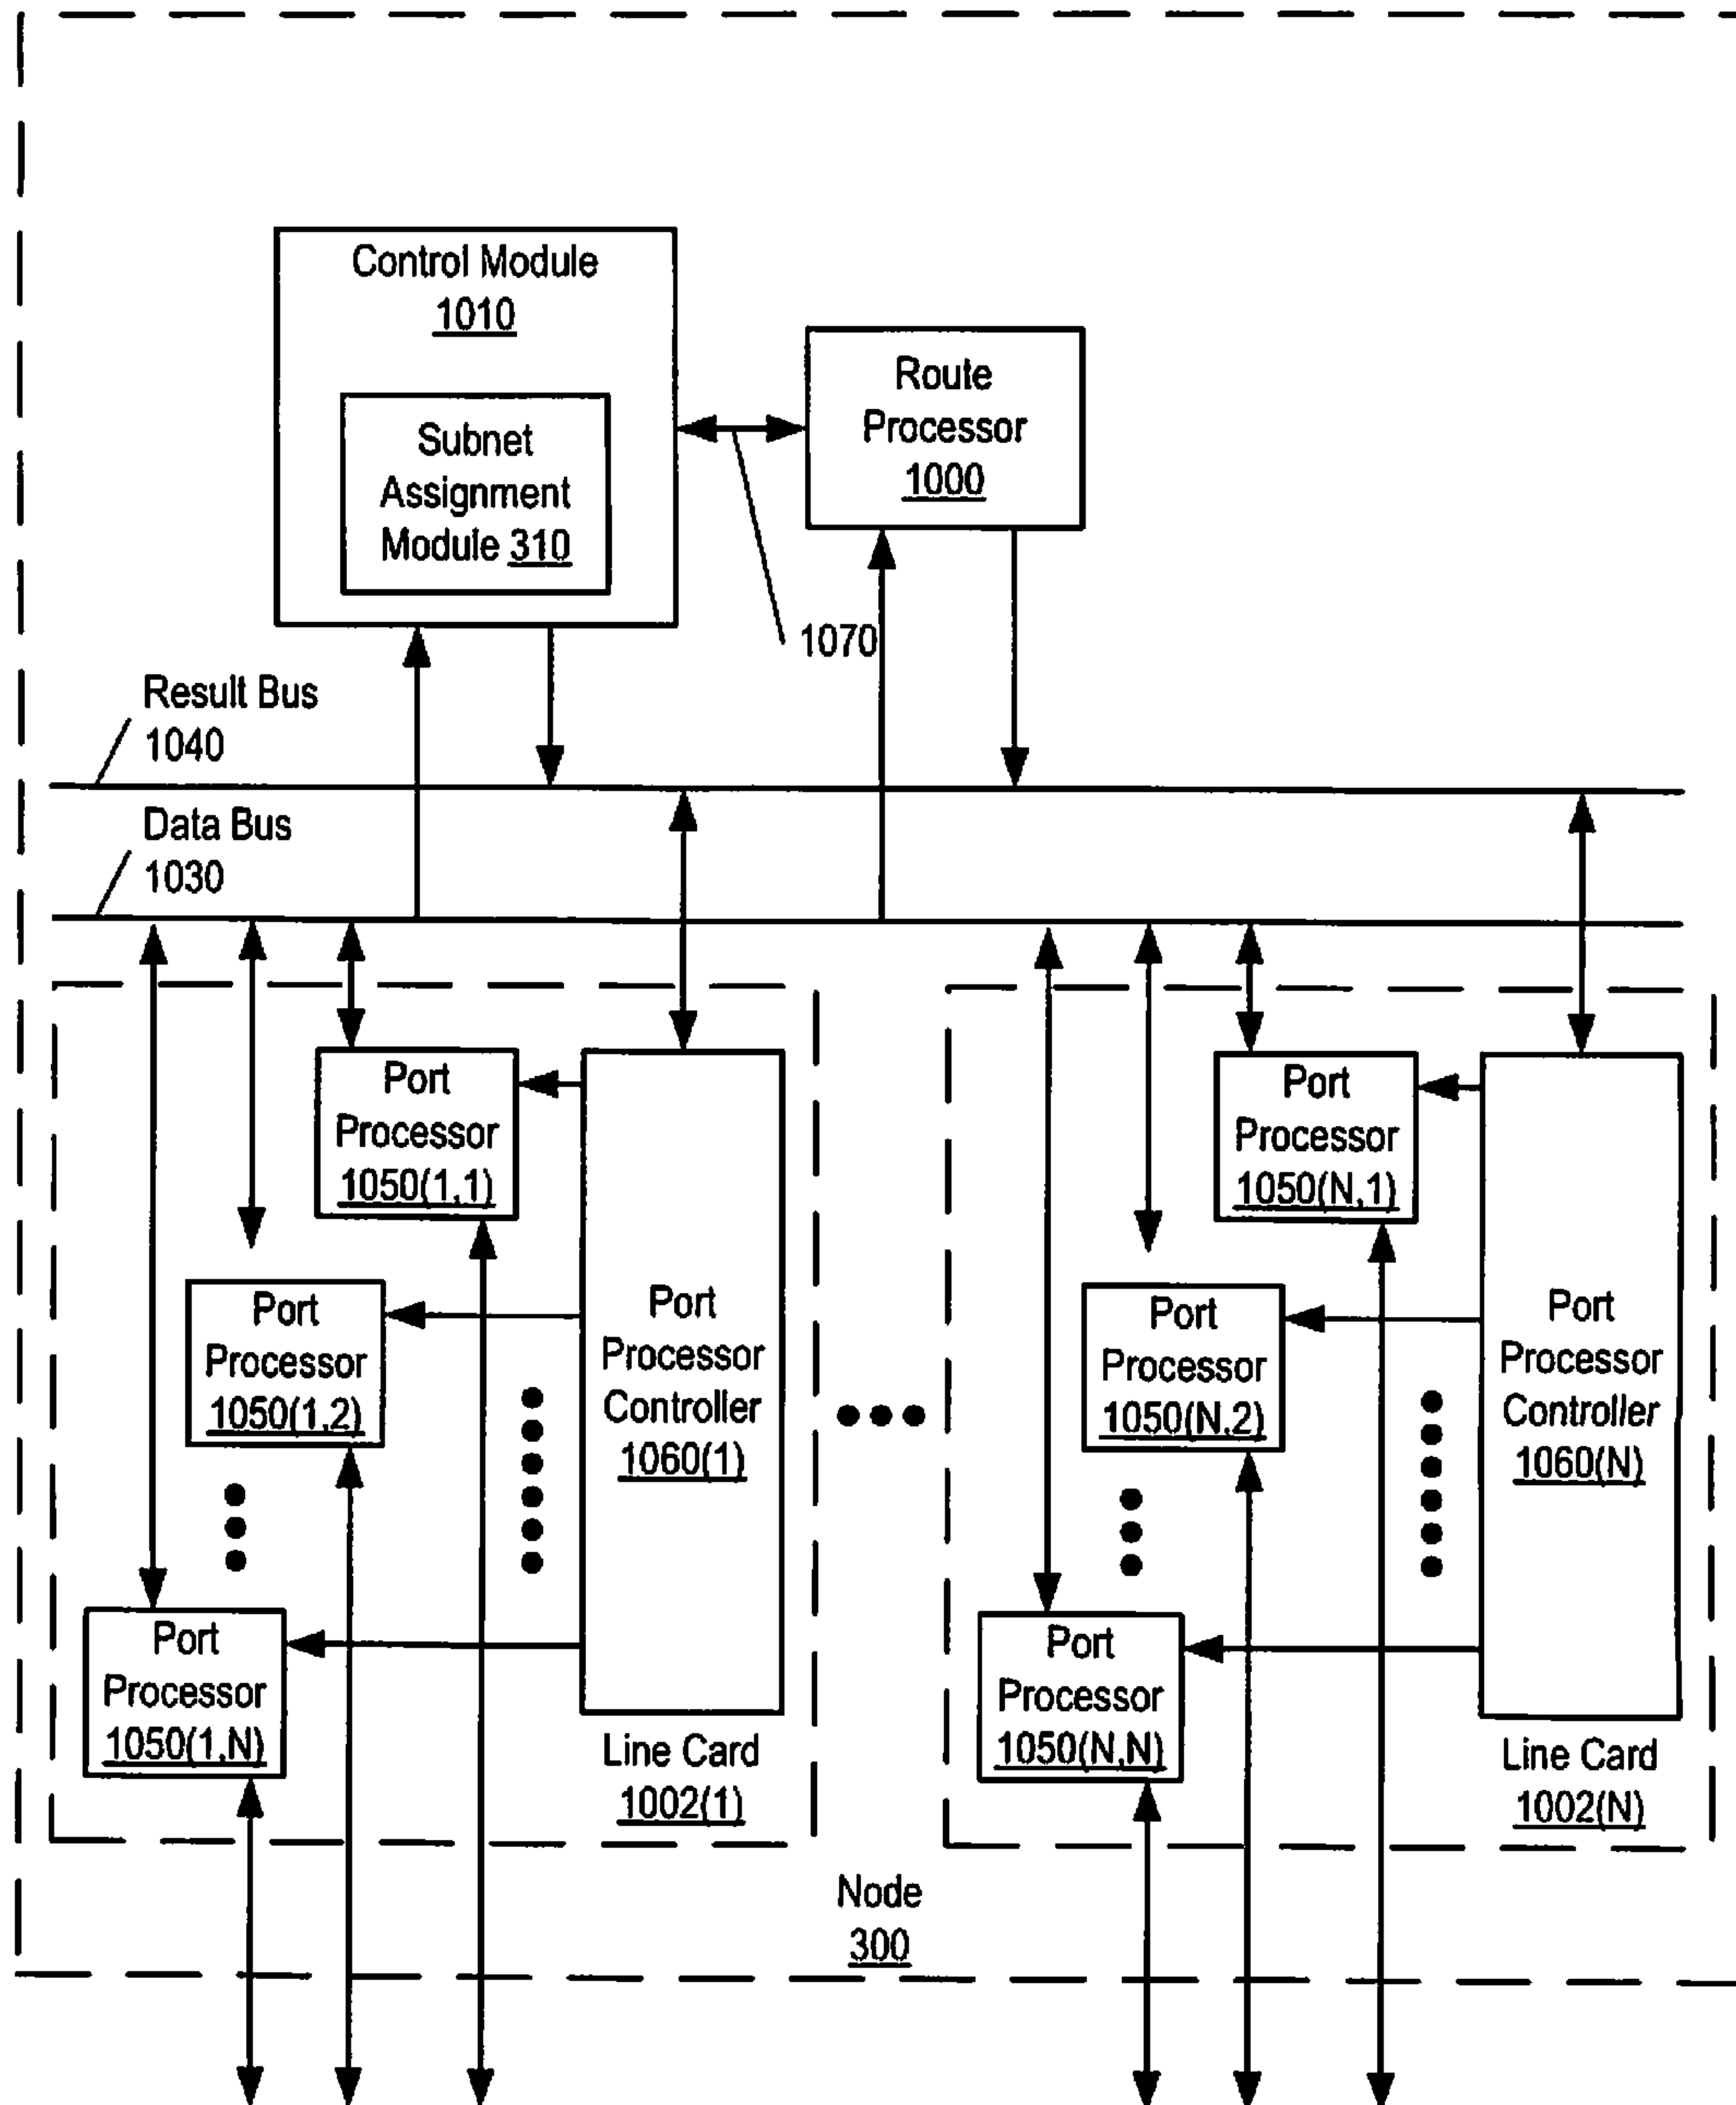 Control Module
1010
Subnet
Assignment
Module 310
Route
Processor
1000
1070
Result Bus
1040
Data Bus
1030
Port
Processor
1050(1,1)
Port
Processor
1050(1,2)
Port
Processor
1050(1,N)
Port
Processor
Controller
1060(1)
Line Card
1002(1)
Port
Processor
1050(N,1)
Port
Processor
1050(N,2)
Port
Processor
1050(N,N)
Port
Processor
Controller
1060(N)
Line Card
1002(N)
Node
300